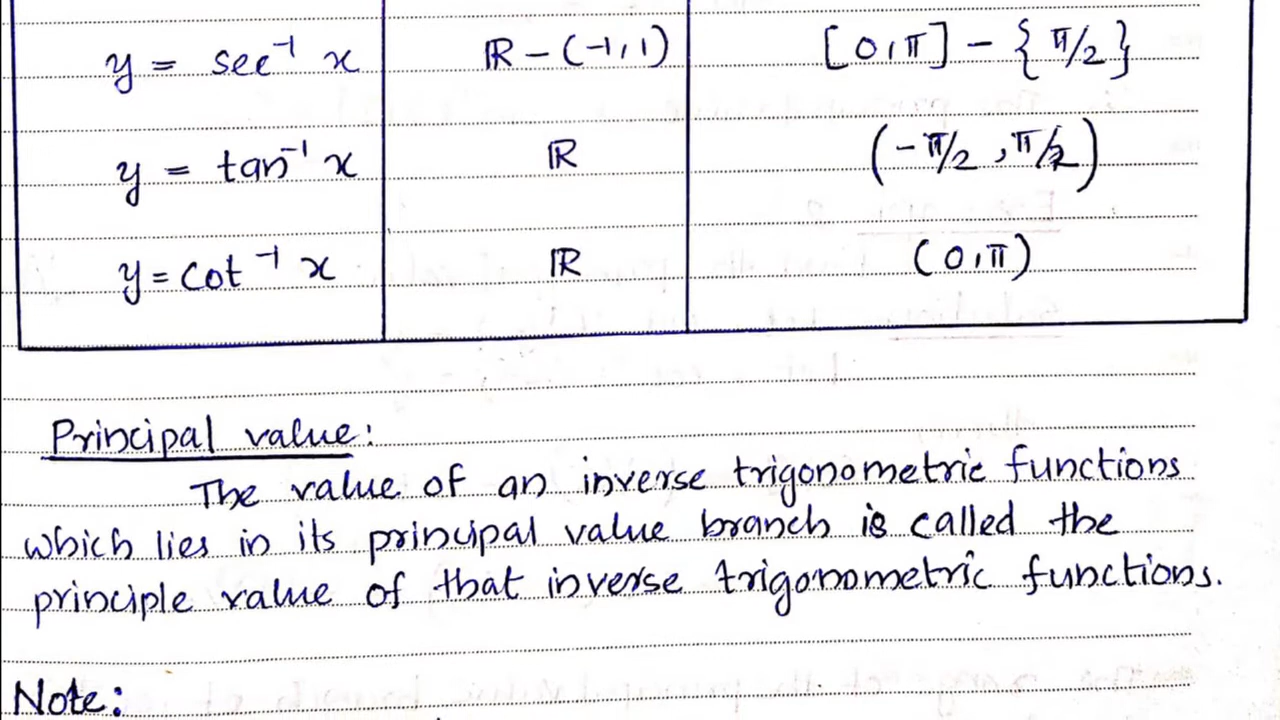 y = sec⁻¹ x ℝ - (-1,1) [0,π] - {π/2}
y = tan⁻¹ x ℝ (-π/2, π/2)
y = cot⁻¹ x ℝ (0,π)
Principal value:
The value of an inverse trigonometric functions
which lies in its principal value branch is called the
principle value of that inverse trigonometric functions.
Note: